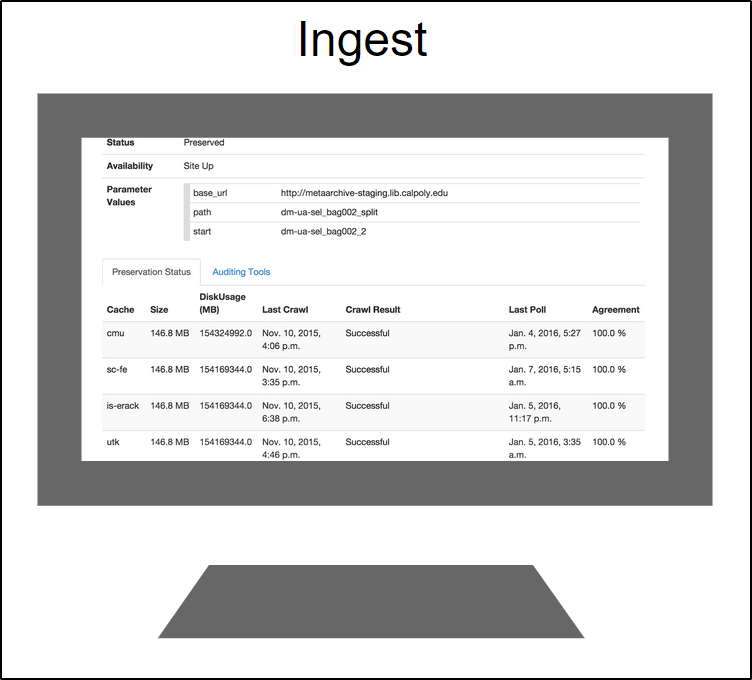 Ingest
Status Preserved
Availability Site Up
Parameter Values
base_url http://metaarchive-staging.lib.calpoly.edu
path dm-ua-sel_bag002_split
start dm-ua-sel_bag002_2
Preservation Status Auditing Tools
Cache Size DiskUsage (MB) Last Crawl Crawl Result Last Poll Agreement
cmu 146.8 MB 154324992.0 Nov. 10, 2015, 4:06 p.m. Successful Jan. 4, 2016, 5:27 p.m. 100.0 %
sc-fe 146.8 MB 154169344.0 Nov. 10, 2015, 3:35 p.m. Successful Jan. 7, 2016, 5:15 a.m. 100.0 %
is-erack 146.8 MB 154169344.0 Nov. 10, 2015, 6:38 p.m. Successful Jan. 5, 2016, 11:17 p.m. 100.0 %
utk 146.8 MB 154169344.0 Nov. 10, 2015, 4:46 p.m. Successful Jan. 5, 2016, 3:35 a.m. 100.0 %